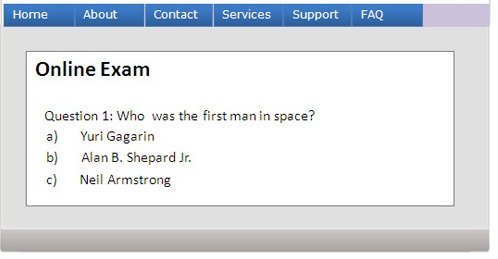 Home About Contact Services Support FAQ
Online Exam
Question 1: Who was the first man in space?
a) Yuri Gagarin
b) Alan B. Shepard Jr.
c) Neil Armstrong